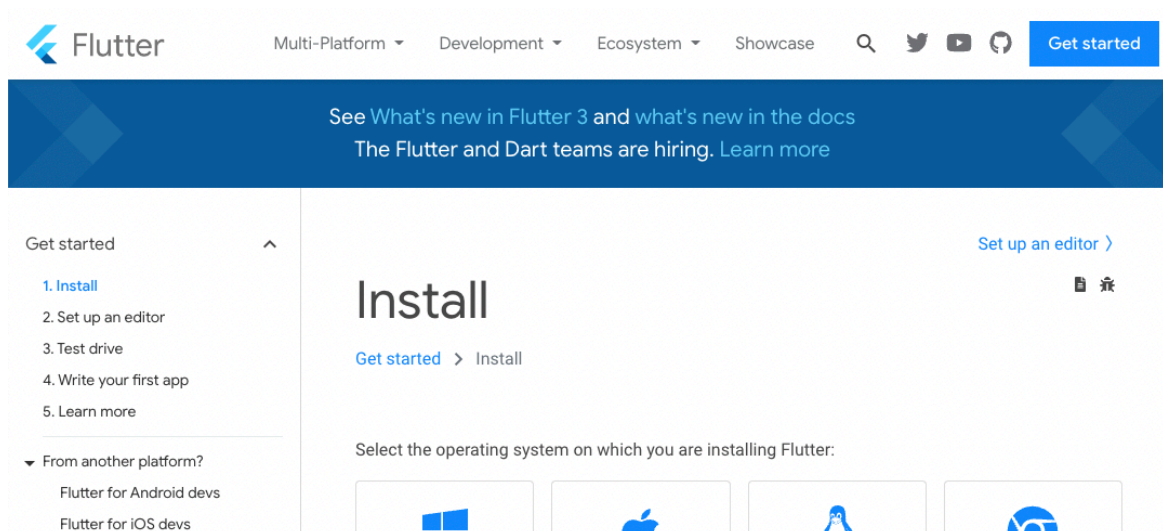 Flutter
Multi-Platform
Development
Ecosystem
Showcase
Get started
See What's new in Flutter 3 and what's new in the docs
The Flutter and Dart teams are hiring. Learn more
Get started
1. Install
2. Set up an editor
3. Test drive
4. Write your first app
5. Learn more
From another platform?
Flutter for Android devs
Flutter for iOS devs
Set up an editor
Install
Get started > Install
Select the operating system on which you are installing Flutter: